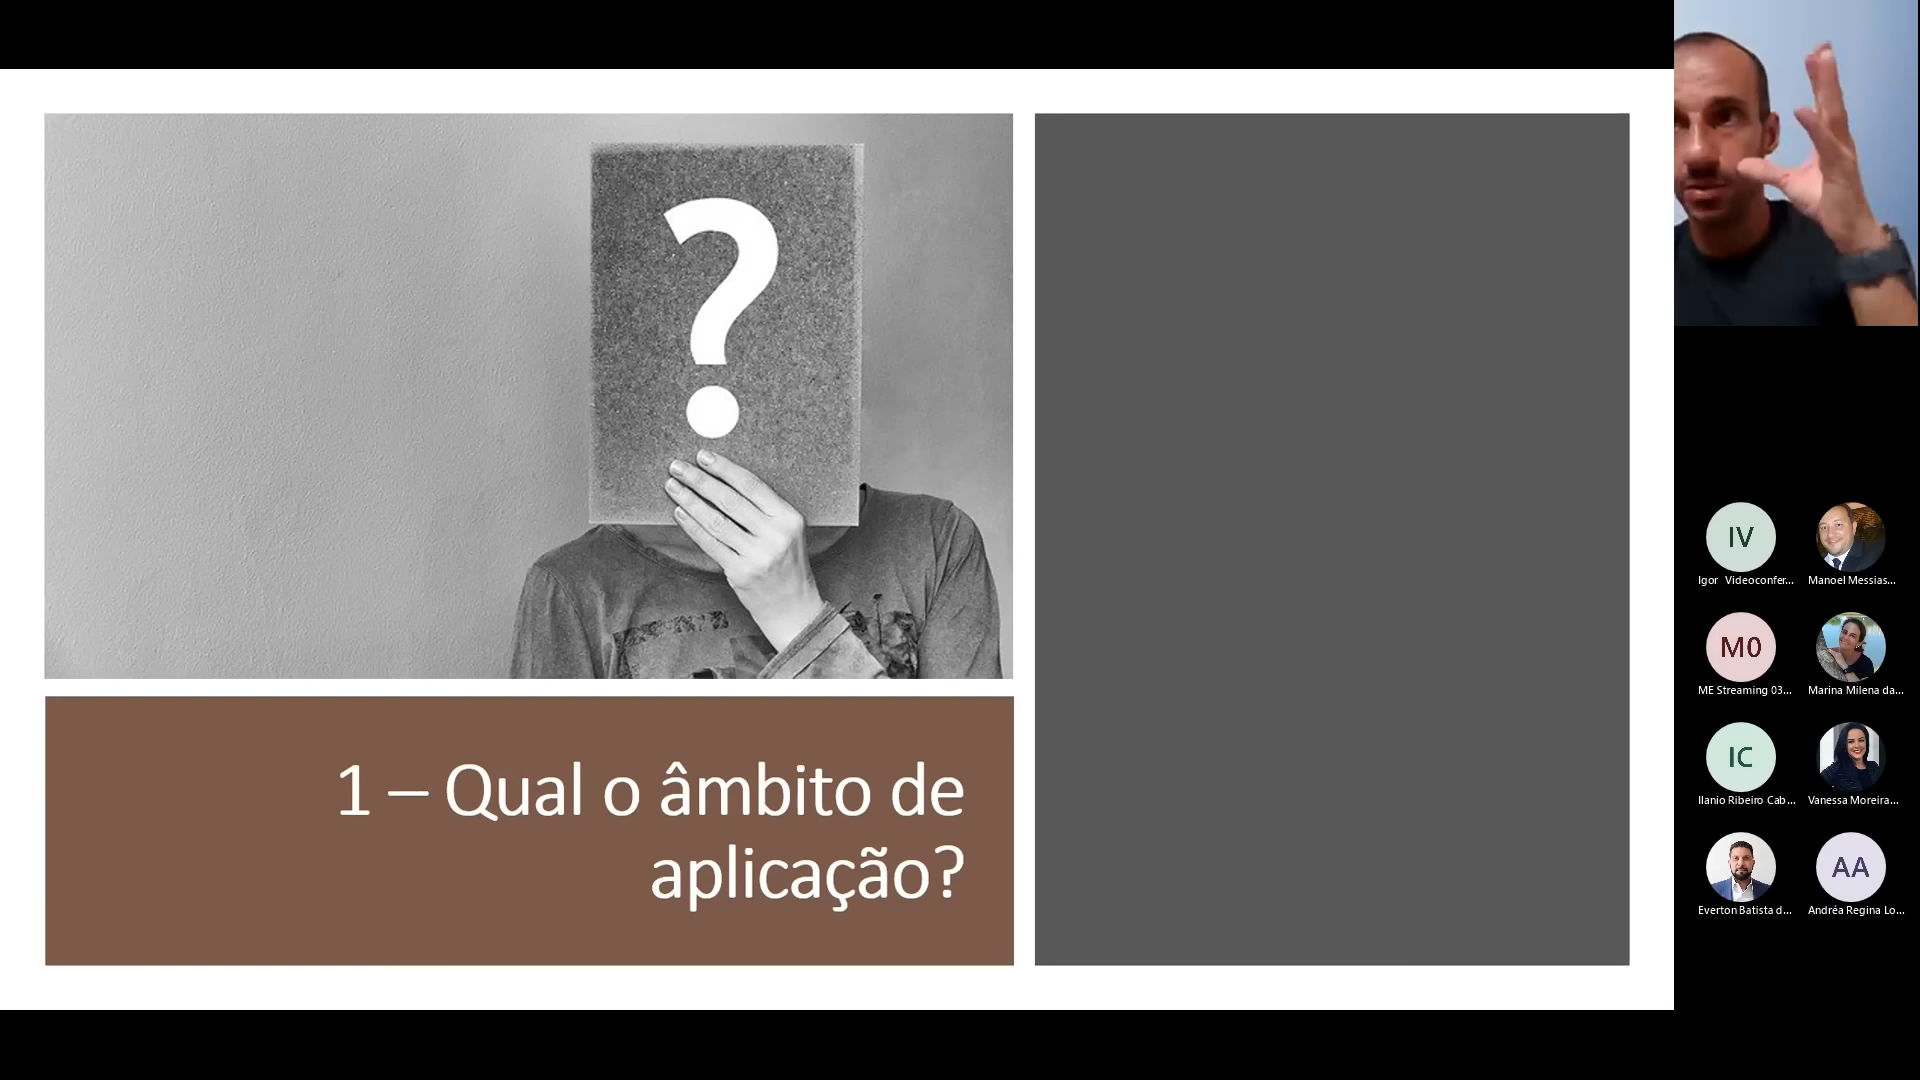 ?
1 – Qual o âmbito de
aplicação?
IV
Igor Videoconfer...
Manoel Messias...
M0
ME Streaming 03...
Marina Milena da...
IC
Ilanio Ribeiro Cab...
Vanessa Moreira...
Everton Batista d...
AA
Andréa Regina Lo...